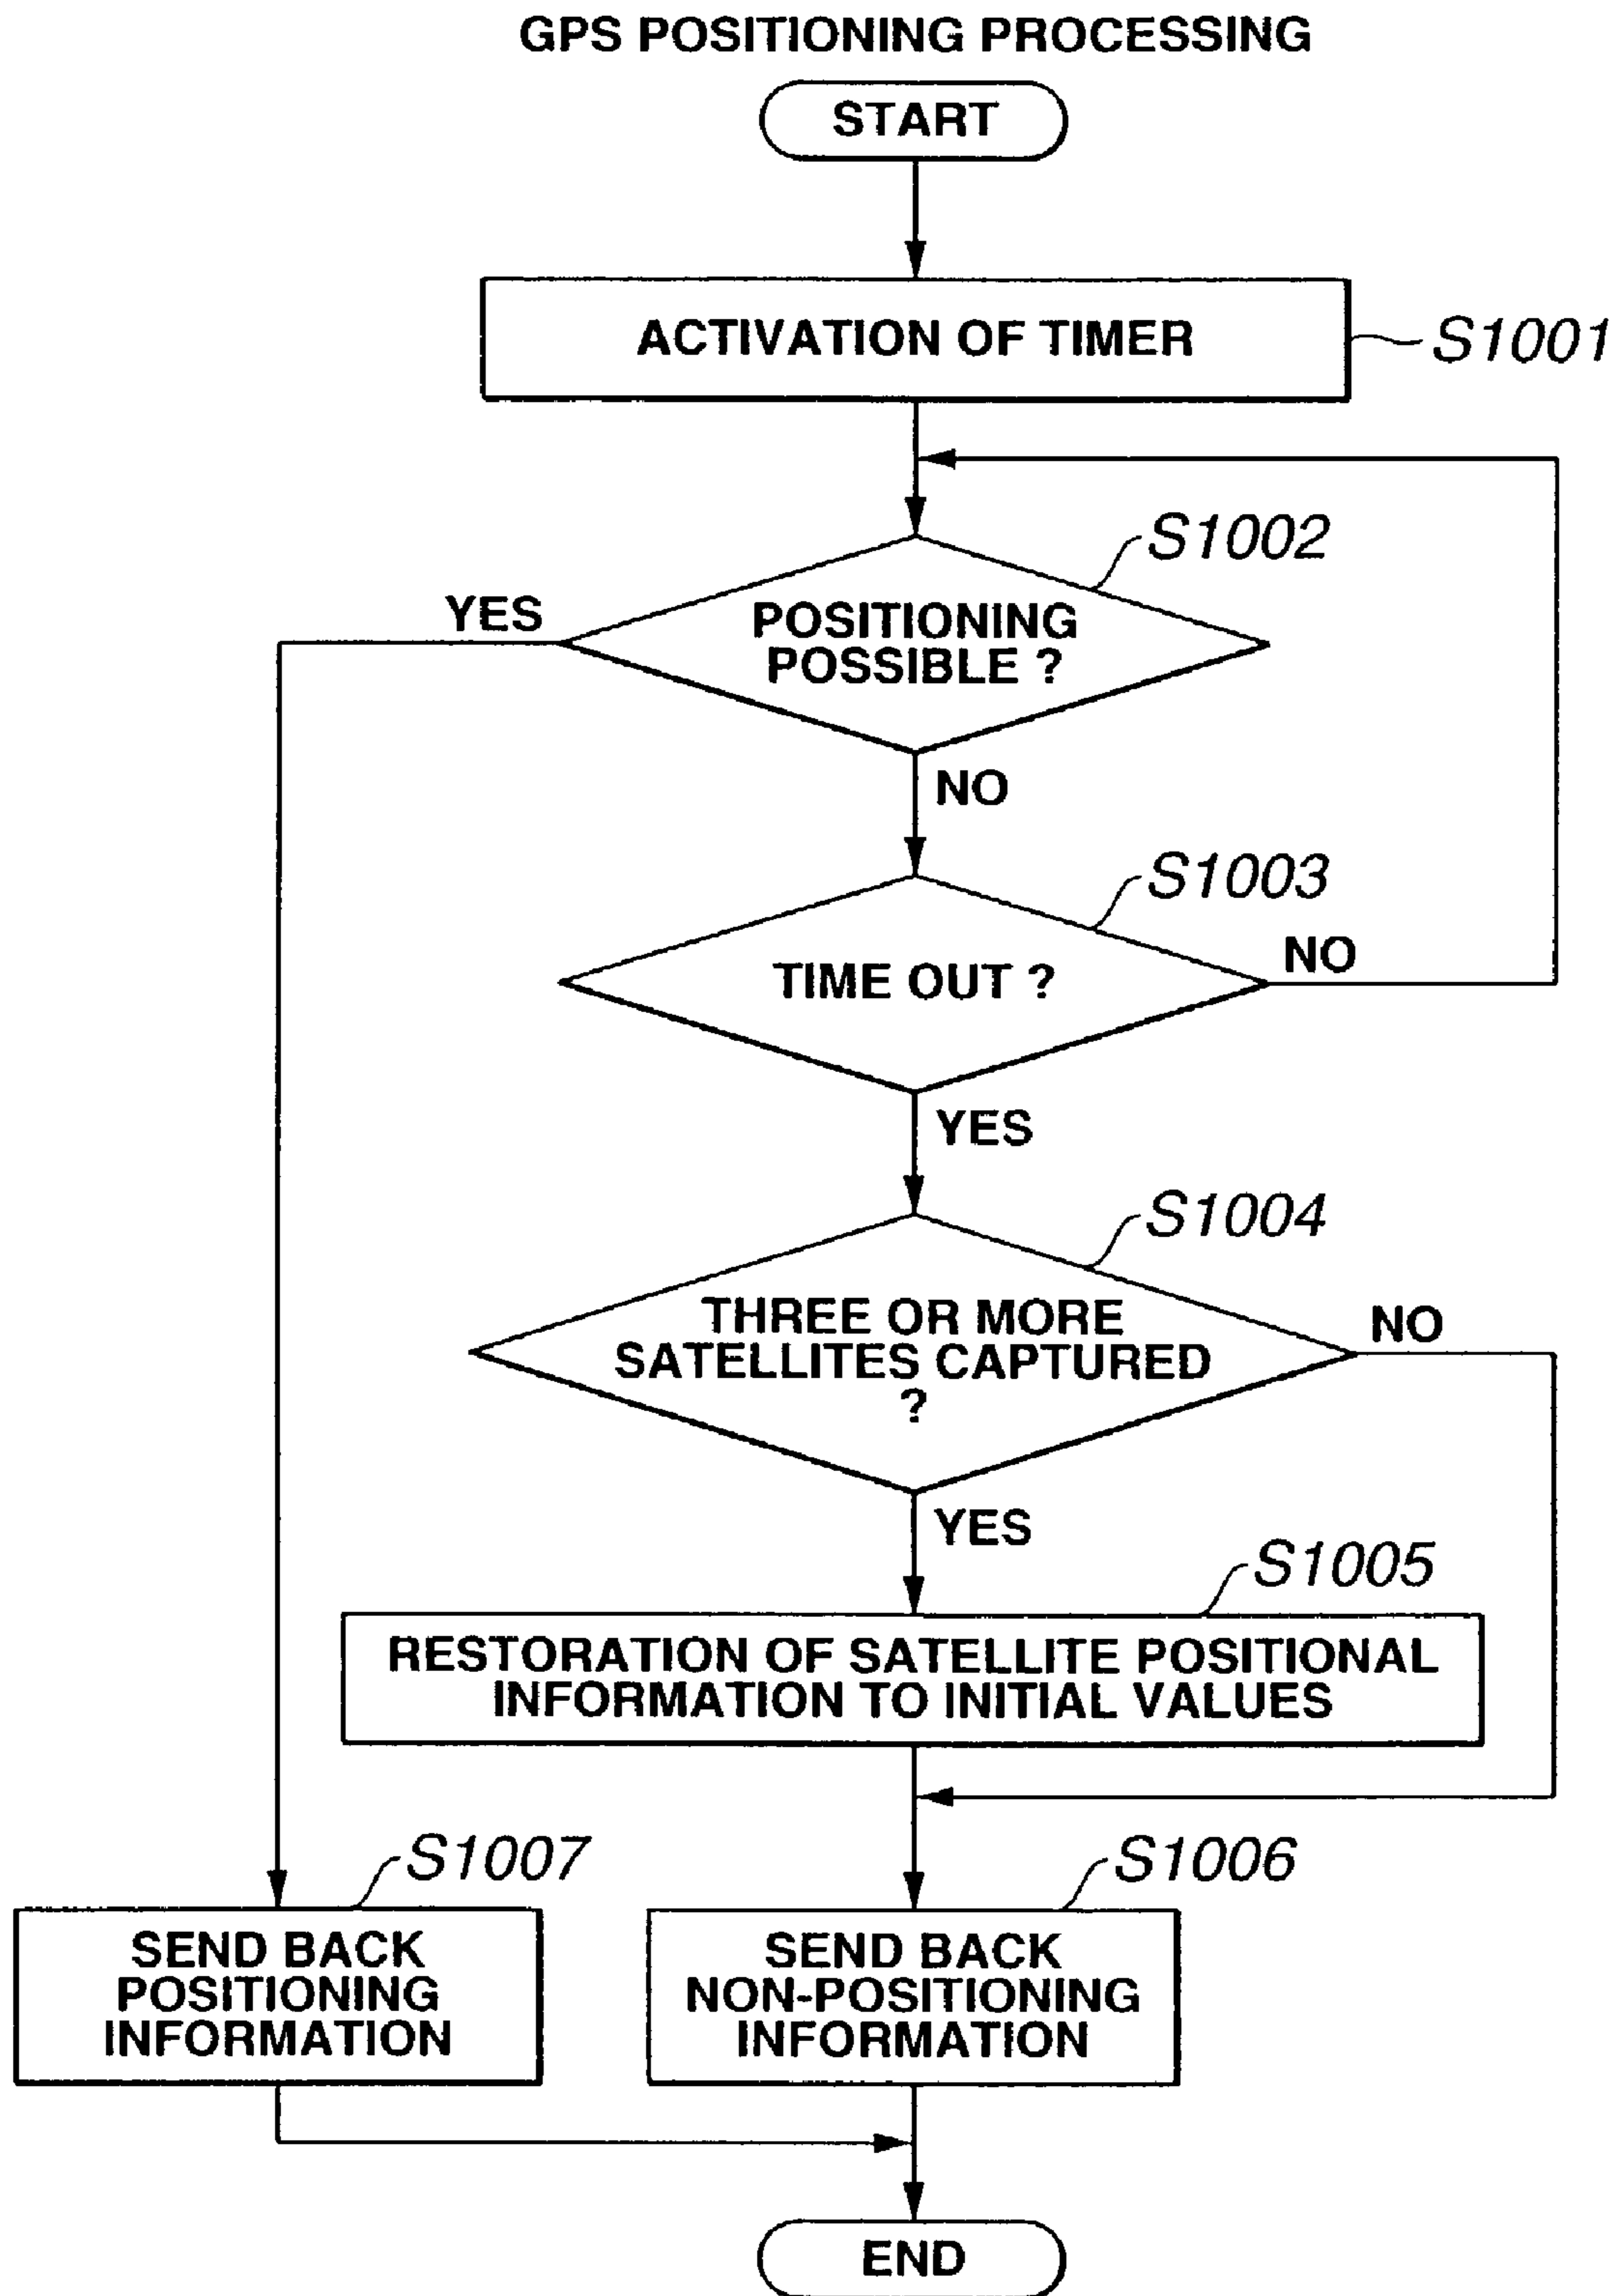 GPS POSITIONING PROCESSING
START
ACTIVATION OF TIMER
S1001
S1002
YES
POSITIONING
POSSIBLE ?
NO
S1003
TIME OUT ?
NO
YES
S1004
THREE OR MORE
SATELLITES CAPTURED
?
NO
YES
S1005
RESTORATION OF SATELLITE POSITIONAL
INFORMATION TO INITIAL VALUES
S1007
S1006
SEND BACK
POSITIONING
INFORMATION
SEND BACK
NON-POSITIONING
INFORMATION
END